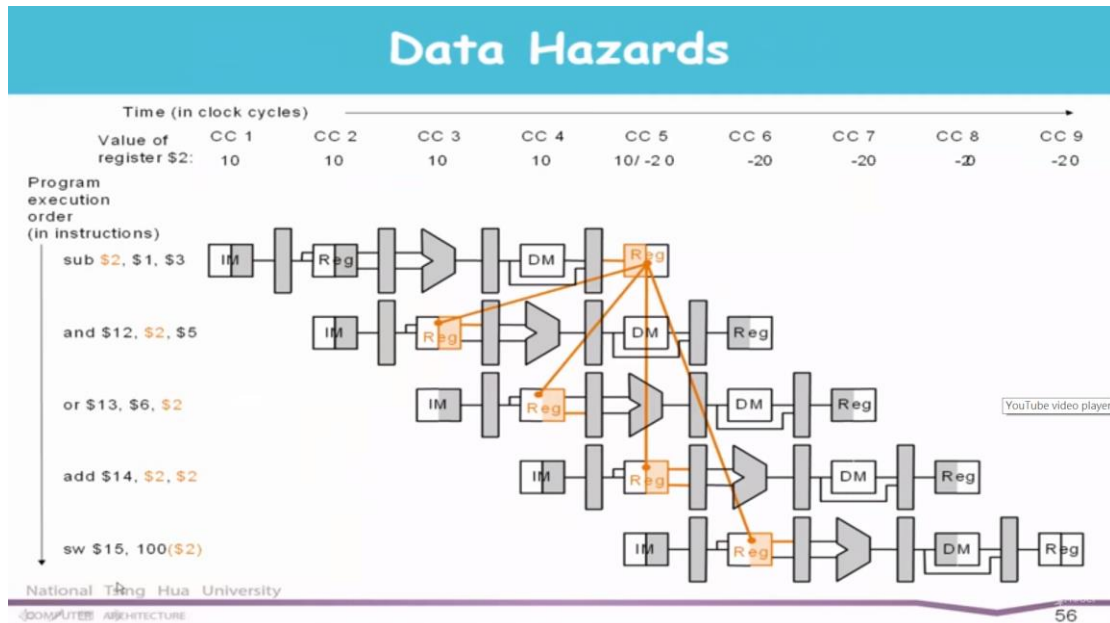 Data Hazards
Time (in clock cycles)
Value of register $2:
CC 1 CC 2 CC 3 CC 4 CC 5 CC 6 CC 7 CC 8 CC 9
10 10 10 10 10/-20 -20 -20 -20 -20
Program
execution
order
(in instructions)
sub $2, $1, $3
IM Reg DM Reg
and $12, $2, $5
IM Reg DM Reg
or $13, $6, $2
IM Reg DM Reg
YouTube video player
add $14, $2, $2
IM Reg DM Reg
sw $15, 100($2)
IM Reg DM Reg
National Tsing Hua University
COMPUTER ARCHITECTURE
56